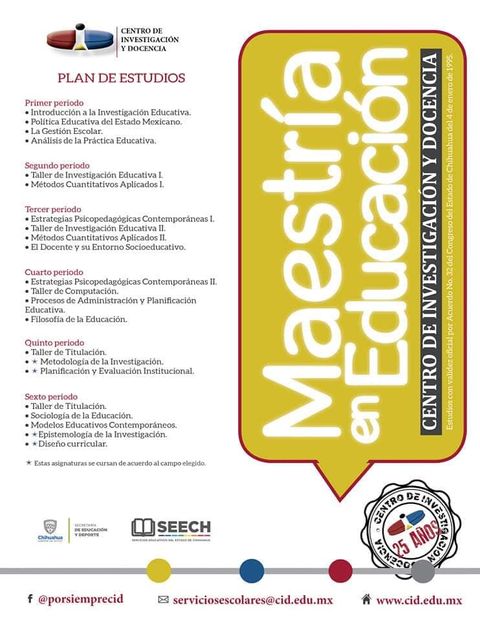 CENTRO DE
INVESTIGACIÓN
Y DOCENCIA
PLAN DE ESTUDIOS
Primer periodo
• Introducción a la Investigación Educativa.
• Política Educativa del Estado Mexicano.
• La Gestión Escolar.
• Análisis de la Práctica Educativa.
Segundo periodo
• Taller de Investigación Educativa I.
• Métodos Cuantitativos Aplicados I.
Tercer periodo
• Estrategias Psicopedagógicas Contemporáneas I.
• Taller de Investigación Educativa II.
• Métodos Cuantitativos Aplicados II.
• El Docente y su Entorno Socioeducativo.
Cuarto periodo
• Estrategias Psicopedagógicas Contemporáneas II.
• Taller de Computación.
• Procesos de Administración y Planificación
Educativa.
• Filosofía de la Educación.
Quinto periodo
• Taller de Titulación.
• ★ Metodología de la Investigación.
• ★ Planificación y Evaluación Institucional.
Sexto periodo
• Taller de Titulación.
• Sociología de la Educación.
• Modelos Educativos Contemporáneos.
• ★Epistemología de la Investigación.
• ★Diseño curricular.
★ Estas asignaturas se cursan de acuerdo al campo elegido.
Maestría
en Educación
CENTRO DE INVESTIGACIÓN Y DOCENCIA
Estudios con validez oficial por Acuerdo No. 32 del Congreso del Estado de Chihuahua del 4 de enero de 1995.
Chihuahua
SECRETARÍA
DE EDUCACIÓN
Y DEPORTE
SEECH
SERVICIOS EDUCATIVOS DEL ESTADO DE CHIHUAHUA
CENTRO DE INVESTIGACIÓN
DOCENCIA
25 AÑOS
@porsiemprecid
serviciosescolares@cid.edu.mx
www.cid.edu.mx